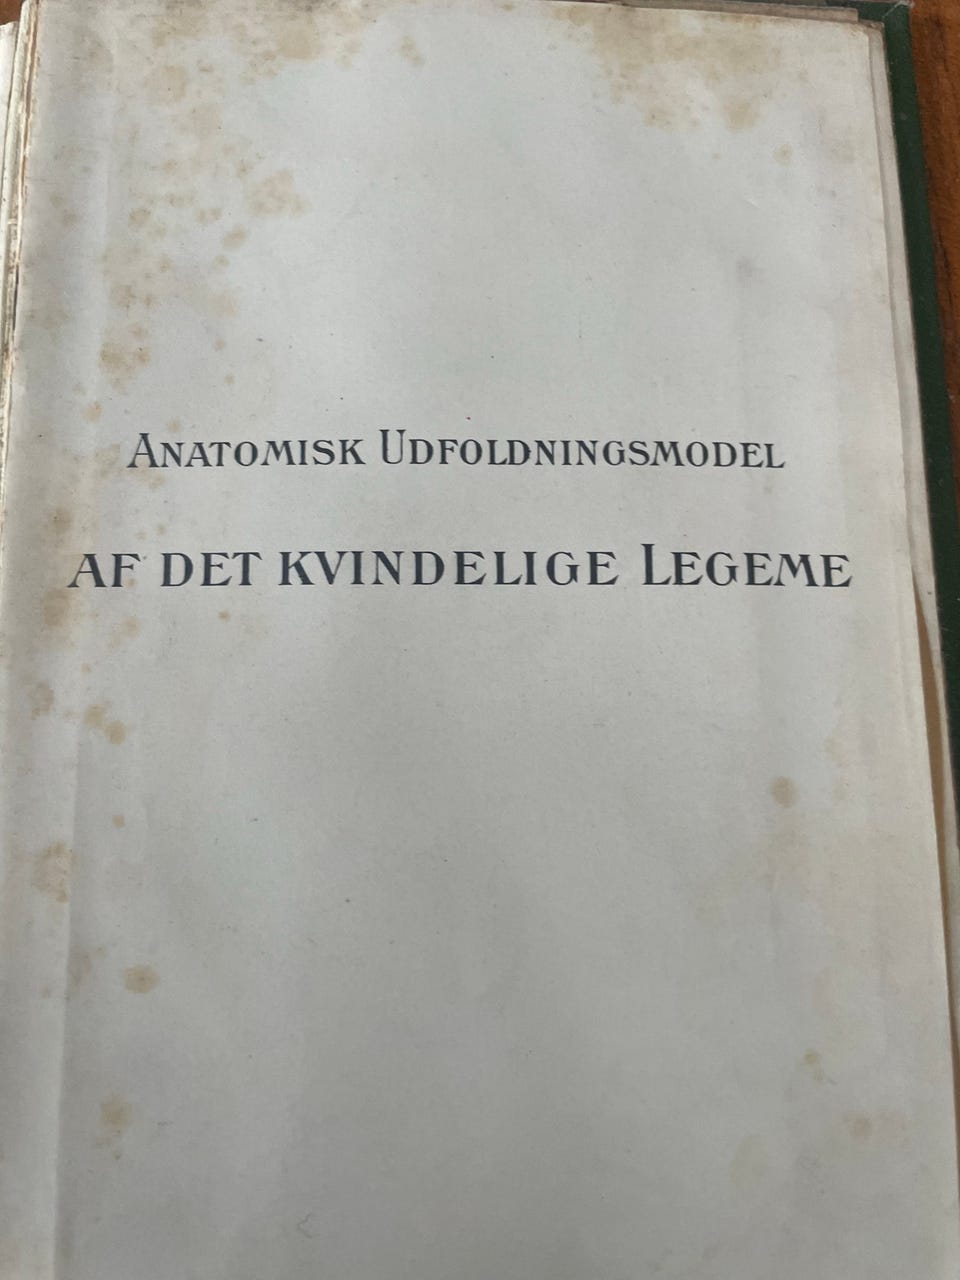 Anatomisk Udfoldningsmodel
af det kvindelige Legeme